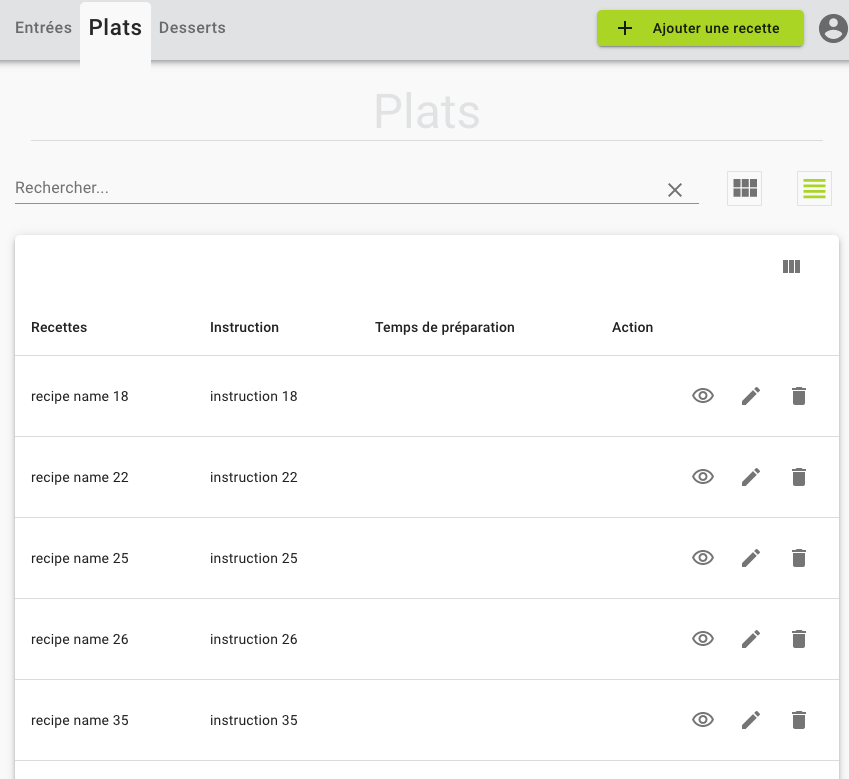 Entrées Plats Desserts Ajouter une recette
Plats
Rechercher...
Recettes Instruction Temps de préparation Action
recipe name 18 instruction 18
recipe name 22 instruction 22
recipe name 25 instruction 25
recipe name 26 instruction 26
recipe name 35 instruction 35